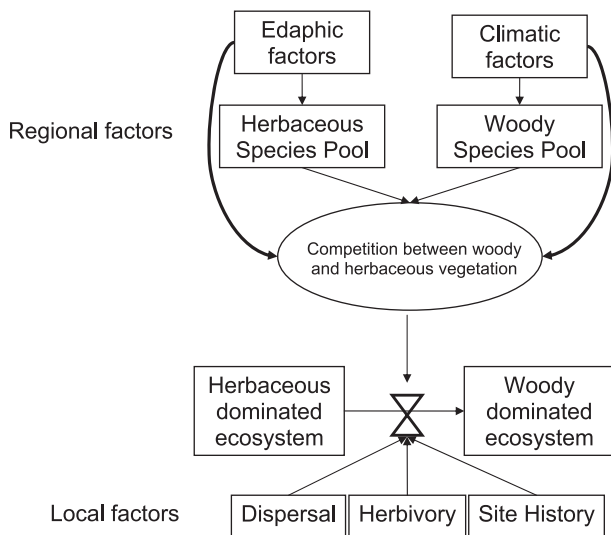 Edaphic
factors
Climatic
factors
Regional factors
Herbaceous
Species Pool
Woody
Species Pool
Competition between woody
and herbaceous vegetation
Herbaceous
dominated
ecosystem
Woody
dominated
ecosystem
Local factors
Dispersal
Herbivory
Site History